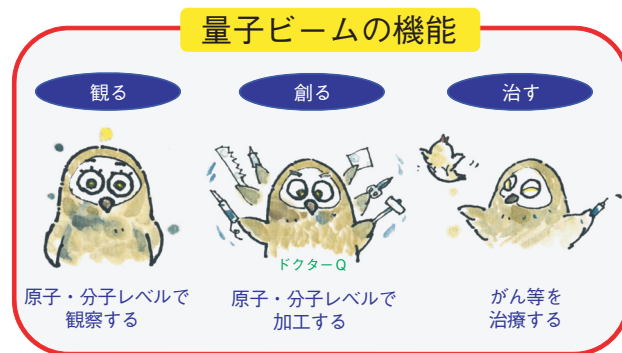 量子ビームの機能
観る
創る
治す
ドクターQ
原子・分子レベルで
観察する
原子・分子レベルで
加工する
がん等を
治療する